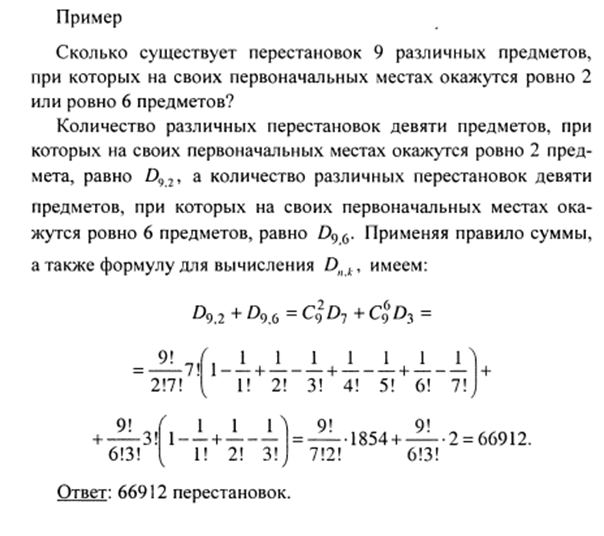 Пример
Сколько существует перестановок 9 различных предметов,
при которых на своих первоначальных местах окажутся ровно 2
или ровно 6 предметов?
Количество различных перестановок девяти предметов, при
которых на своих первоначальных местах окажутся ровно 2 пред-
мета, равно D_{9,2}, а количество различных перестановок девяти
предметов, при которых на своих первоначальных местах ока-
жутся ровно 6 предметов, равно D_{9,6}. Применяя правило суммы,
а также формулу для вычисления D_{n,k}, имеем:
D_{9,2} + D_{9,6} = C_9^2 D_7 + C_9^6 D_3 =
= \frac{9!}{2!7!} 7! \left( 1 - \frac{1}{1!} + \frac{1}{2!} - \frac{1}{3!} + \frac{1}{4!} - \frac{1}{5!} + \frac{1}{6!} - \frac{1}{7!} \right) +
+ \frac{9!}{6!3!} 3! \left( 1 - \frac{1}{1!} + \frac{1}{2!} - \frac{1}{3!} \right) = \frac{9!}{7!2!} \cdot 1854 + \frac{9!}{6!3!} \cdot 2 = 66912.
Ответ: 66912 перестановок.